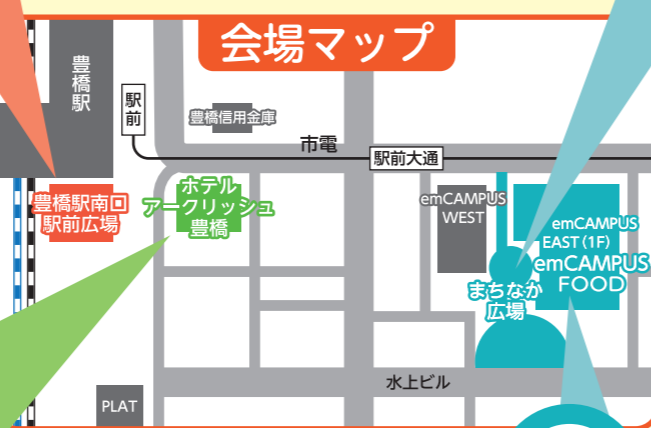 会場マップ
豊橋駅
駅前
豊橋信用金庫
市電
駅前大通
豊橋駅南口
駅前広場
ホテル
アークリッシュ
豊橋
emCAMPUS
WEST
emCAMPUS
EAST(1F)
emCAMPUS
FOOD
まちなか
広場
水上ビル
PLAT